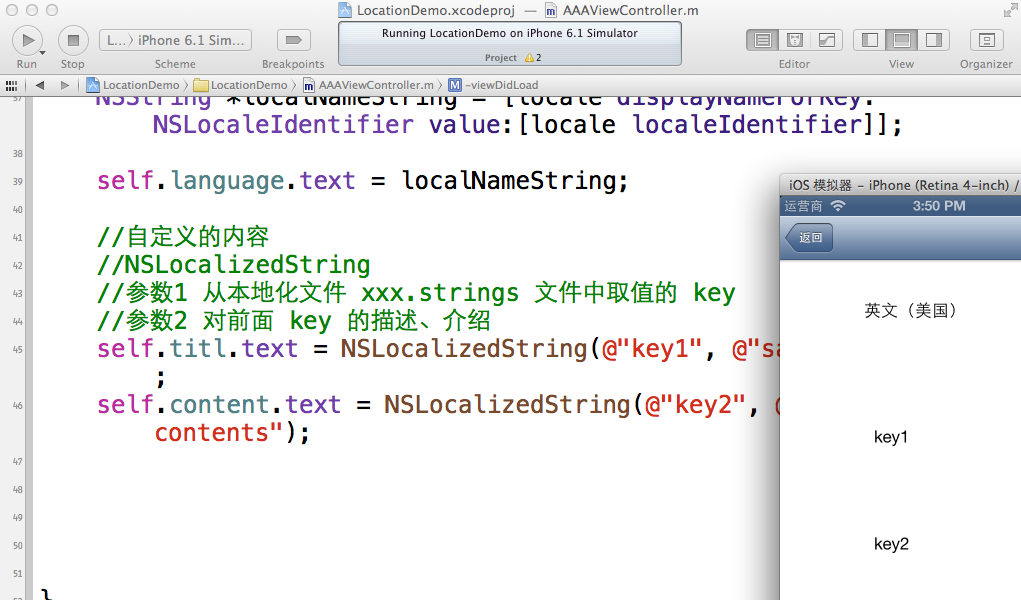 LocationDemo.xcodeproj — AAAViewController.m
Run
Stop
L...〉iPhone 6.1 Sim...
Scheme
Breakpoints
Running LocationDemo on iPhone 6.1 Simulator
Project 2
Editor
View
Organizer
LocationDemo 〉 LocationDemo 〉 AAAViewController.m 〉 M -viewDidLoad
37 NSString *localNameString = [locale displayNameForKey:
NSLocaleIdentifier value:[locale localeIdentifier]];
38
39 self.language.text = localNameString;
40
41 //自定义的内容
42 //NSLocalizedString
43 //参数1 从本地化文件 xxx.strings 文件中取值的 key
44 //参数2 对前面 key 的描述、介绍
45 self.titl.text = NSLocalizedString(@"key1", @"sa
;
46 self.content.text = NSLocalizedString(@"key2", @
contents");
47
48
49
50
51
}
iOS 模拟器 - iPhone (Retina 4-inch) /
运营商 3:50 PM
返回
英文（美国）
key1
key2